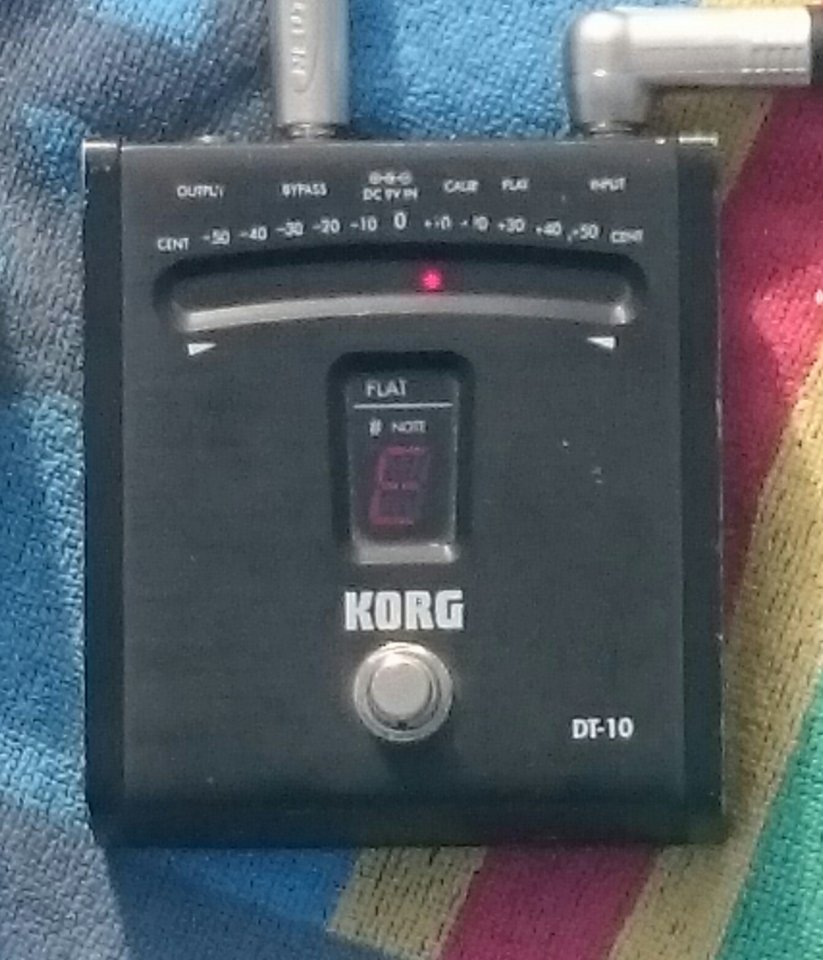 OUTPUT BYPASS DC 9V IN CALIB FLAT INPUT
CENT -50 -40 -30 -20 -10 0 +10 +20 +30 +40 +50 CENT
FLAT
# NOTE
E
KORG
DT-10